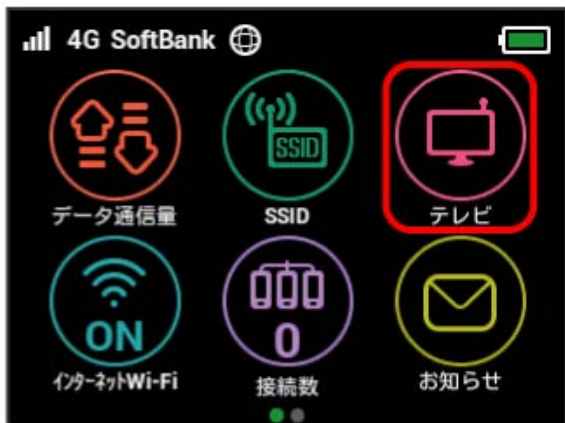 4G SoftBank
SSID
データ通信量
SSID
テレビ
ON
0
インターネットWi-Fi
接続数
お知らせ